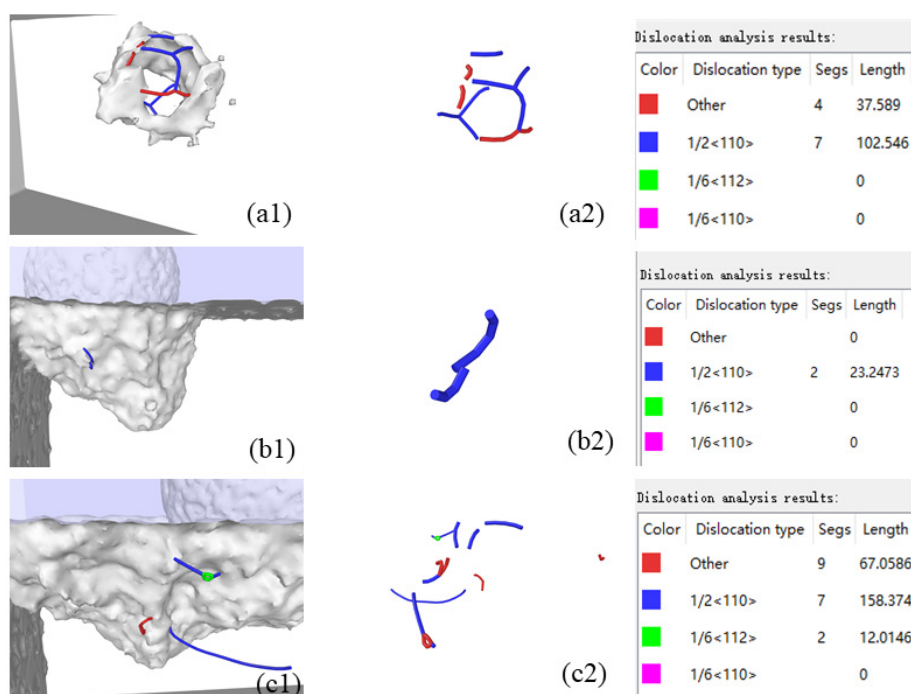 Dislocation analysis results:
Color Dislocation type Segs Length
Other 4 37.589
1/2<110> 7 102.546
1/6<112> 0
1/6<110> 0
(a1) (a2)
Dislocation analysis results:
Color Dislocation type Segs Length
Other 0
1/2<110> 2 23.2473
1/6<112> 0
1/6<110> 0
(b1) (b2)
Dislocation analysis results:
Color Dislocation type Segs Length
Other 9 67.0586
1/2<110> 7 158.374
1/6<112> 2 12.0146
1/6<110> 0
(c1) (c2)